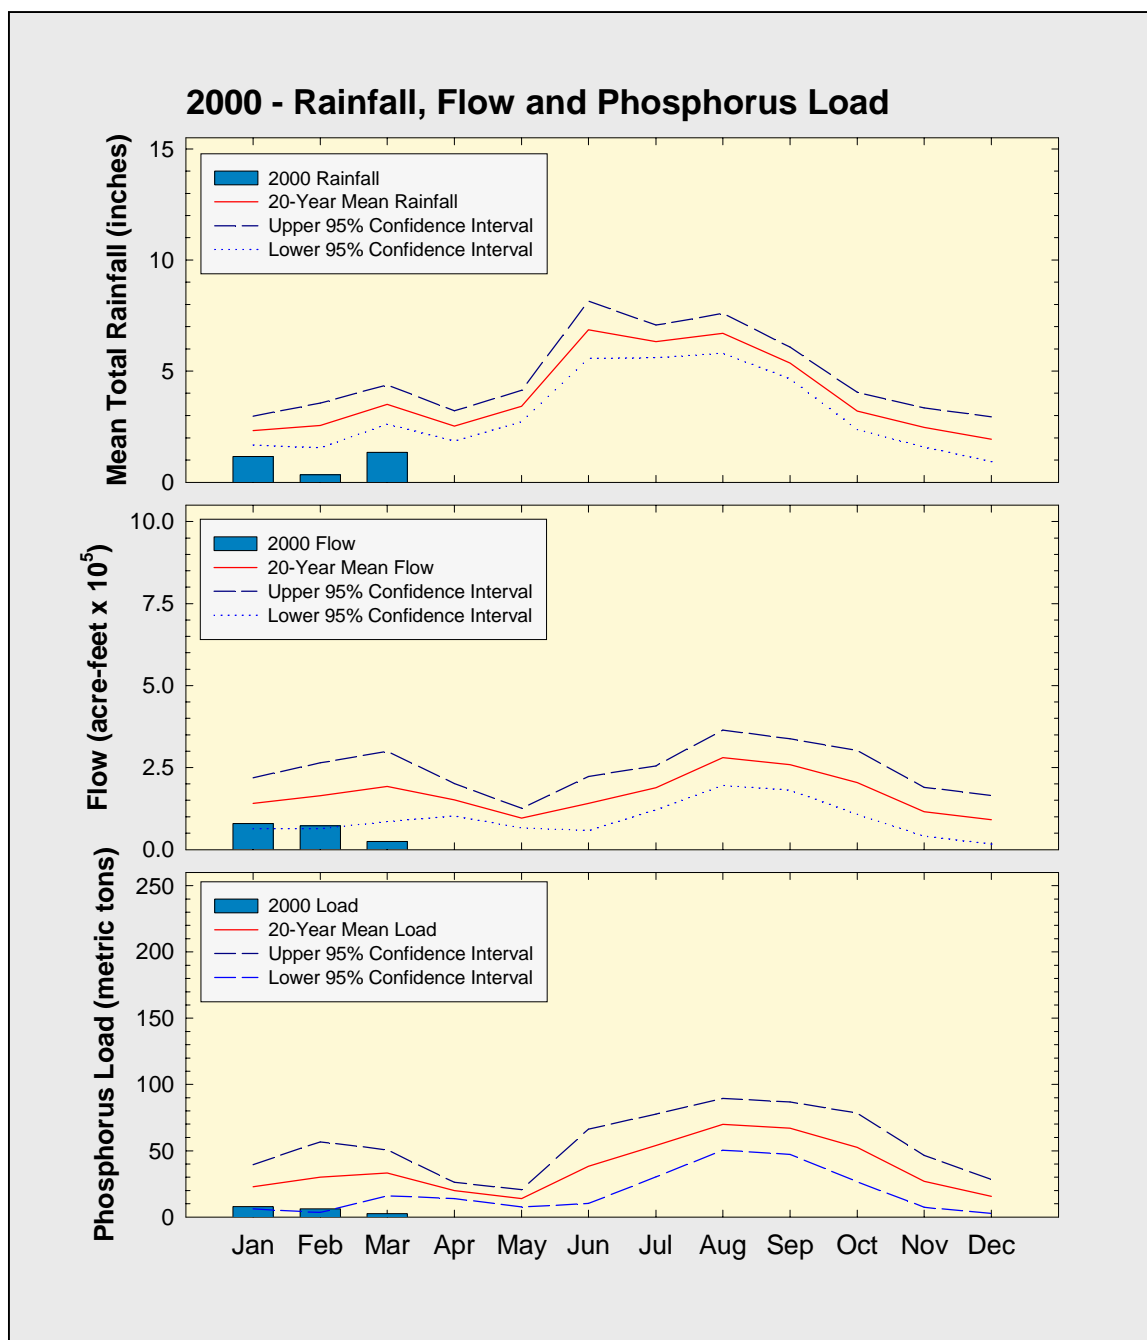 2000 - Rainfall, Flow and Phosphorus Load
Mean Total Rainfall (inches)
15
10
5
0
2000 Rainfall
20-Year Mean Rainfall
Upper 95% Confidence Interval
Lower 95% Confidence Interval
Flow (acre-feet x 10⁵)
10.0
7.5
5.0
2.5
0.0
2000 Flow
20-Year Mean Flow
Upper 95% Confidence Interval
Lower 95% Confidence Interval
Phosphorus Load (metric tons)
250
200
150
100
50
0
2000 Load
20-Year Mean Load
Upper 95% Confidence Interval
Lower 95% Confidence Interval
Jan Feb Mar Apr May Jun Jul Aug Sep Oct Nov Dec